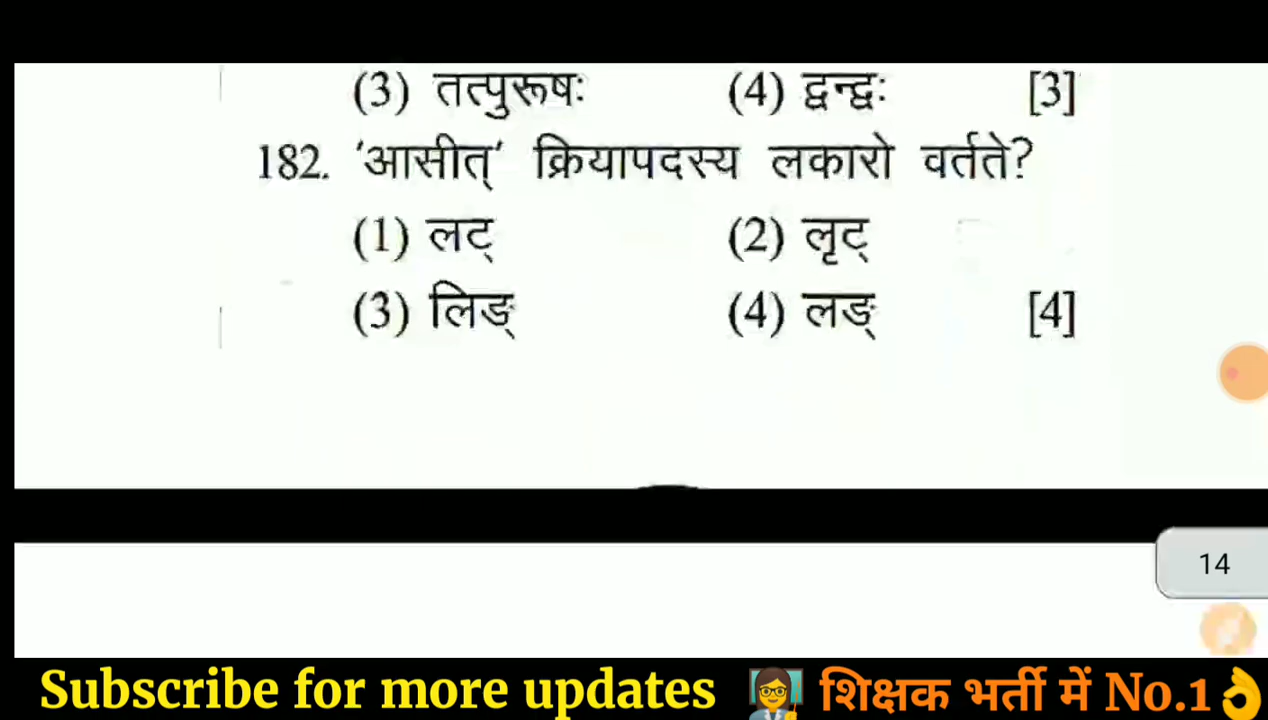 (3) तत्पुरूषः (4) द्वन्द्वः [3]
182. ‘आसीत्’ क्रियापदस्य लकारो वर्तते?
(1) लट् (2) लृट्
(3) लिङ् (4) लङ् [4]
14
Subscribe for more updates 👩‍🏫 शिक्षक भर्ती में No.1👌